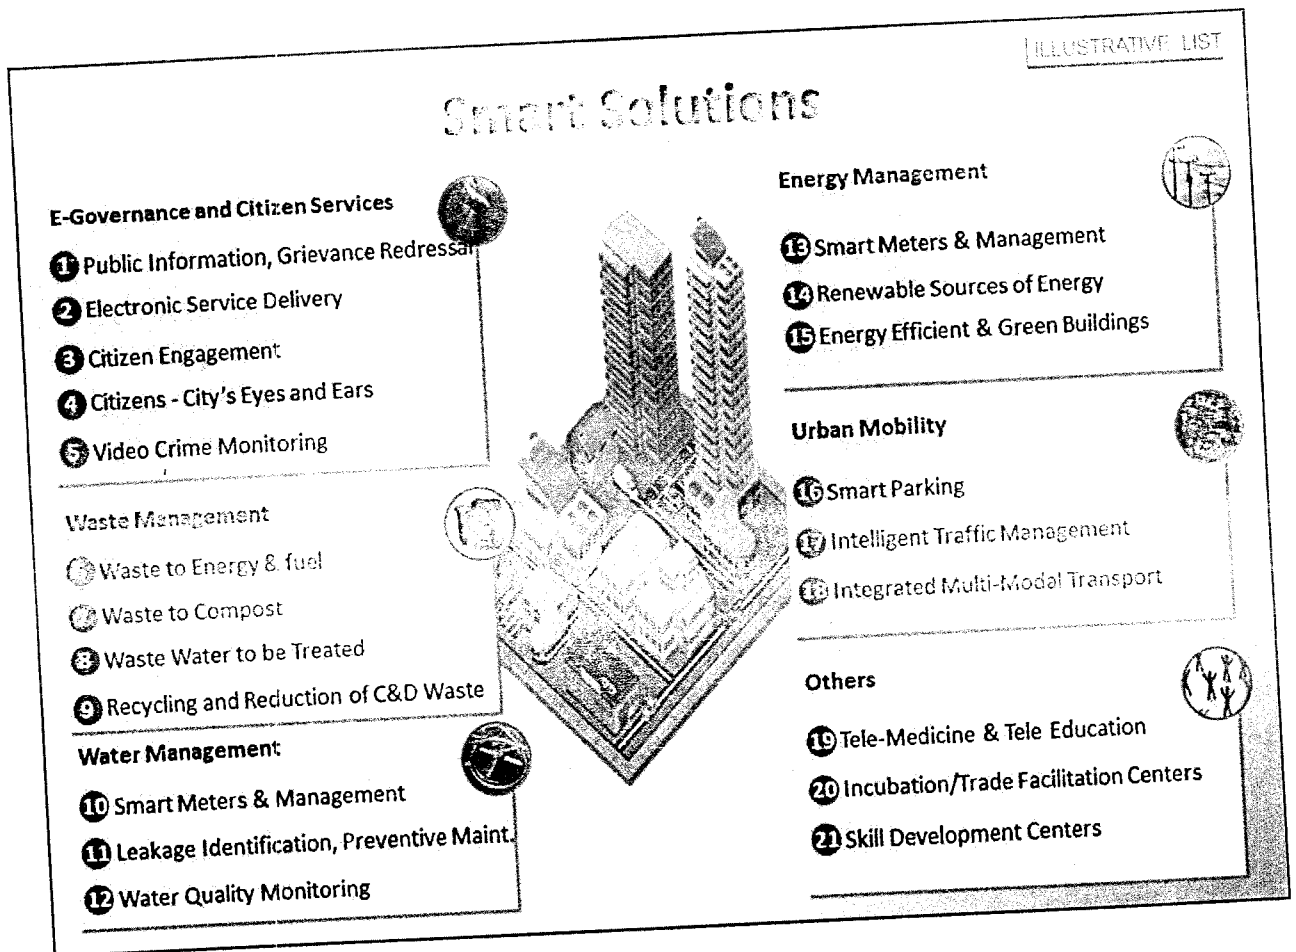 ILLUSTRATIVE LIST
Smart Solutions
E-Governance and Citizen Services
1 Public Information, Grievance Redressal
2 Electronic Service Delivery
3 Citizen Engagement
4 Citizens - City's Eyes and Ears
5 Video Crime Monitoring
Waste Management
6 Waste to Energy & fuel
7 Waste to Compost
8 Waste Water to be Treated
9 Recycling and Reduction of C&D Waste
Water Management
10 Smart Meters & Management
11 Leakage Identification, Preventive Maint.
12 Water Quality Monitoring
Energy Management
13 Smart Meters & Management
14 Renewable Sources of Energy
15 Energy Efficient & Green Buildings
Urban Mobility
16 Smart Parking
17 Intelligent Traffic Management
18 Integrated Multi-Modal Transport
Others
19 Tele-Medicine & Tele Education
20 Incubation/Trade Facilitation Centers
21 Skill Development Centers